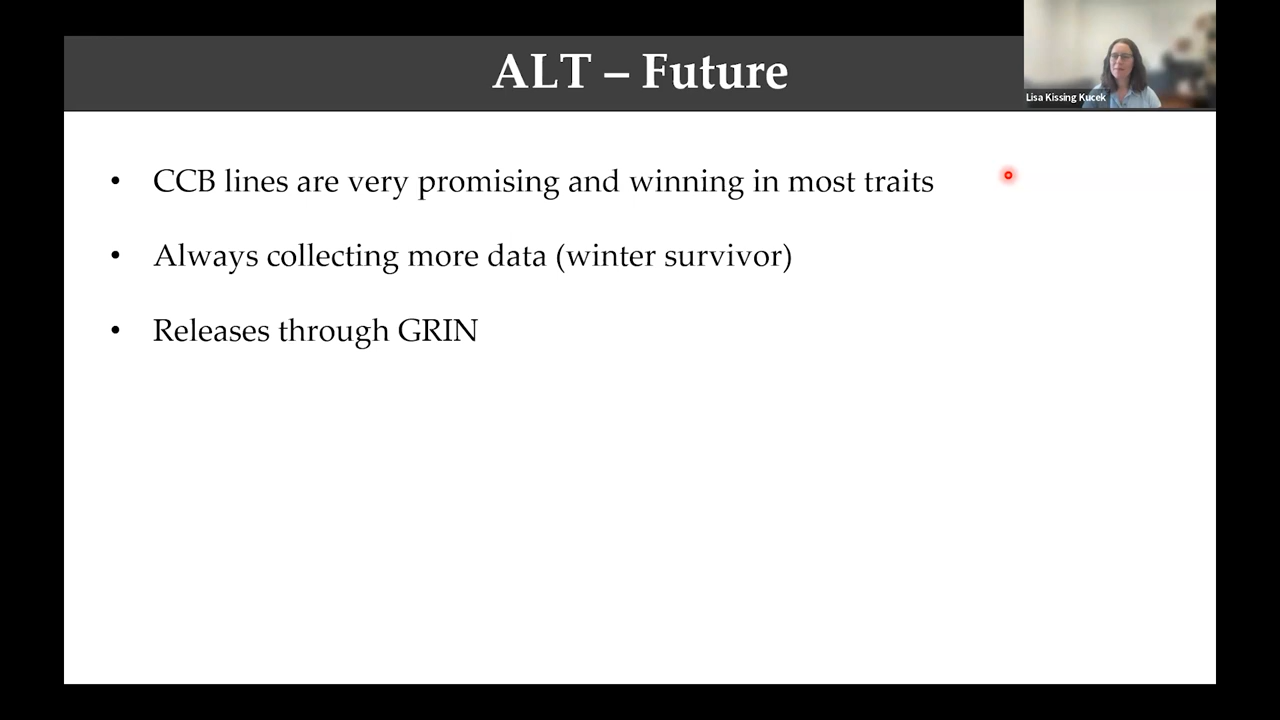 ALT – Future
Lisa Kissing Kucek
• CCB lines are very promising and winning in most traits
• Always collecting more data (winter survivor)
• Releases through GRIN